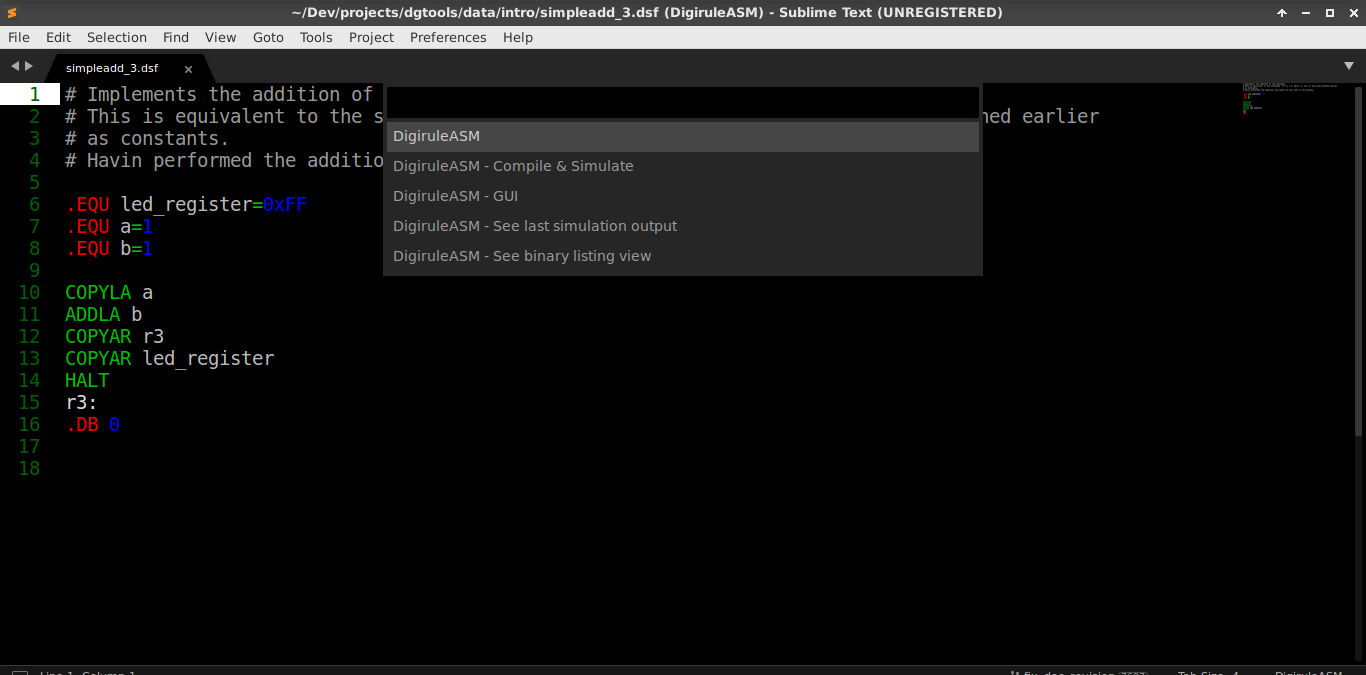 ~/Dev/projects/dgtools/data/intro/simpleadd_3.dsf (DigiruleASM) - Sublime Text (UNREGISTERED)
File Edit Selection Find View Goto Tools Project Preferences Help
simpleadd_3.dsf
1 # Implements the addition of
2 # This is equivalent to the s ned earlier
3 # as constants.
4 # Havin performed the additio
5
6 .EQU led_register=0xFF
7 .EQU a=1
8 .EQU b=1
9
10 COPYLA a
11 ADDLA b
12 COPYAR r3
13 COPYAR led_register
14 HALT
15 r3:
16 .DB 0
17
18
DigiruleASM
DigiruleASM - Compile & Simulate
DigiruleASM - GUI
DigiruleASM - See last simulation output
DigiruleASM - See binary listing view
Line 1, Column 1 Tab Size: 4 DigiruleASM